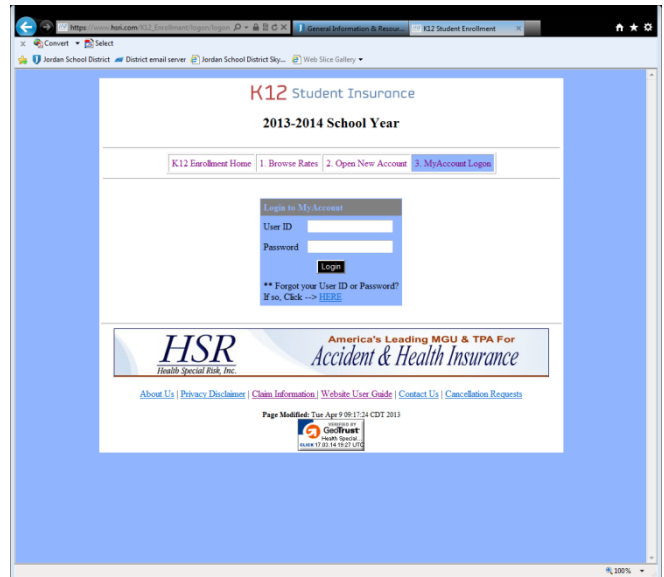 https://www.hsri.com/K12_Enrollment/logon/logon
General Information & Resour...
K12 Student Enrollment
x Convert Select
Jordan School District District email server Jordan School District Sky... Web Slice Gallery
K12 Student Insurance
2013-2014 School Year
K12 Enrollment Home 1. Browse Rates 2. Open New Account 3. MyAccount Logon
Login to MyAccount
User ID
Password
Login
** Forgot your User ID or Password?
If so, Click --> HERE
HSR
Health Special Risk, Inc.
America's Leading MGU & TPA For
Accident & Health Insurance
About Us | Privacy Disclaimer | Claim Information | Website User Guide | Contact Us | Cancellation Requests
Page Modified: Tue Apr 9 09:17:24 CDT 2013
VERIFIED BY
GeoTrust
Health Special...
CLICK 17.03.14 19:27 UTC
100%